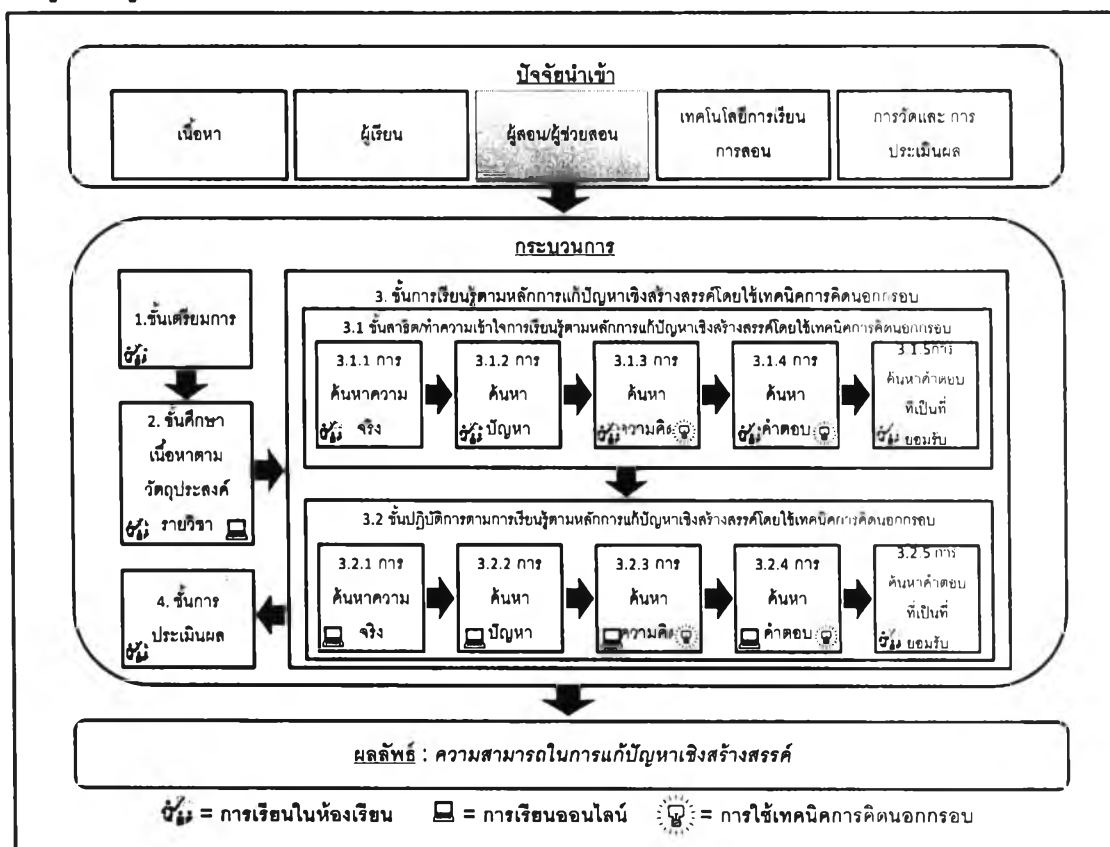 ปัจจัยนำเข้า
เนื้อหา
ผู้เรียน
ผู้สอน/ผู้ช่วยสอน
เทคโนโลยีการเรียน
การสอน
การวัดและ การ
ประเมินผล
กระบวนการ
1.ขั้นเตรียมการ
2. ขั้นศึกษา
เนื้อหาตาม
วัตถุประสงค์
รายวิชา
3. ขั้นการเรียนรู้ตามหลักการแก้ปัญหาเชิงสร้างสรรค์โดยใช้เทคนิคการคิดนอกกรอบ
3.1 ขั้นสาธิต/ทำความเข้าใจการเรียนรู้ตามหลักการแก้ปัญหาเชิงสร้างสรรค์โดยใช้เทคนิคการคิดนอกกรอบ
3.1.1 การ
ค้นหาความ
จริง
3.1.2 การ
ค้นหา
ปัญหา
3.1.3 การ
ค้นหา
ความคิด
3.1.4 การ
ค้นหา
คำตอบ
3.1.5การ
ค้นหาคำตอบ
ที่เป็นที่
ยอมรับ
3.2 ขั้นปฏิบัติการตามการเรียนรู้ตามหลักการแก้ปัญหาเชิงสร้างสรรค์โดยใช้เทคนิคการคิดนอกกรอบ
3.2.1 การ
ค้นหาความ
จริง
3.2.2 การ
ค้นหา
ปัญหา
3.2.3 การ
ค้นหา
ความคิด
3.2.4 การ
ค้นหา
คำตอบ
3.2.5 การ
ค้นหาคำตอบ
ที่เป็นที่
ยอมรับ
4. ขั้นการ
ประเมินผล
ผลลัพธ์ : ความสามารถในการแก้ปัญหาเชิงสร้างสรรค์
= การเรียนในห้องเรียน
= การเรียนออนไลน์
= การใช้เทคนิคการคิดนอกกรอบ